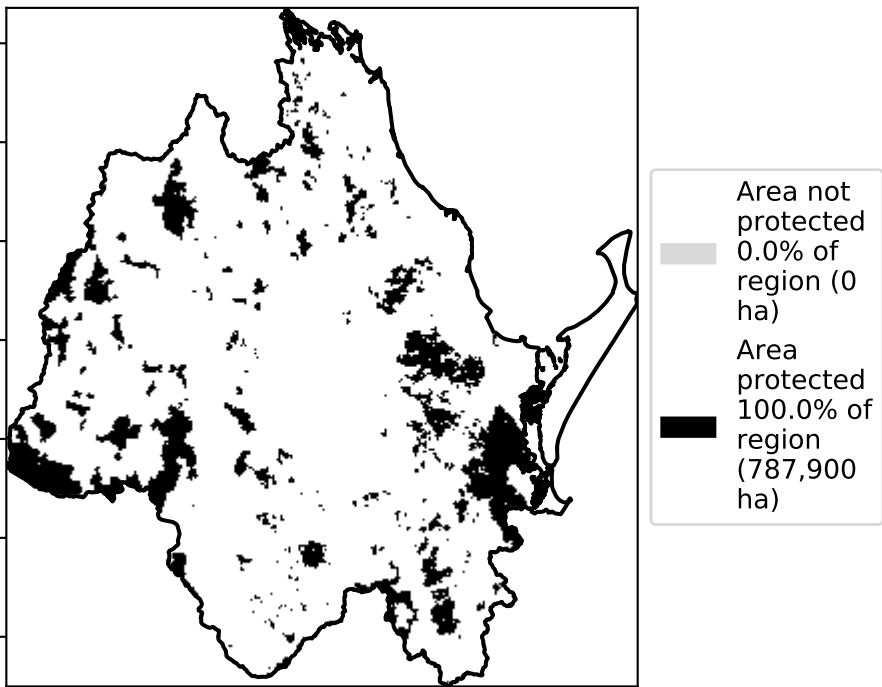 Area not
protected
0.0% of
region (0
ha)
Area
protected
100.0% of
region
(787,900
ha)